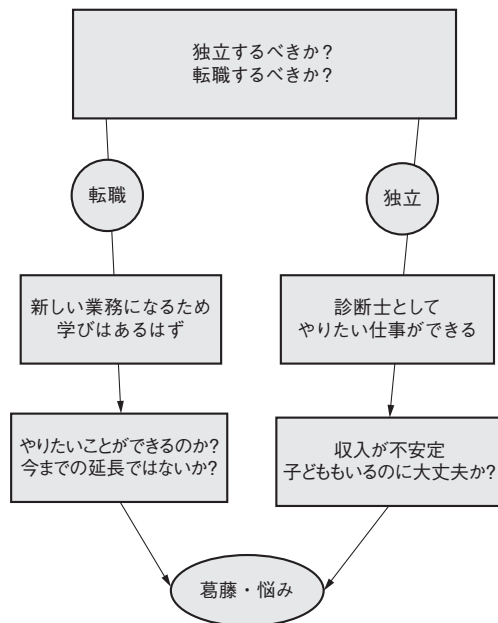 独立するべきか?
転職するべきか?
転職
独立
新しい業務になるため
学びはあるはず
診断士として
やりたい仕事ができる
やりたいことができるのか?
今までの延長ではないか?
収入が不安定
子どももいるのに大丈夫か?
葛藤・悩み